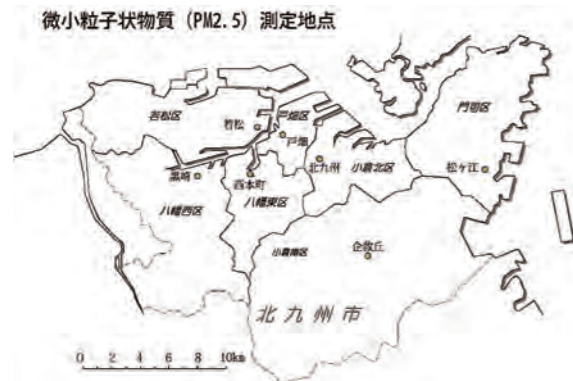 微小粒子状物質（PM2.5）測定地点
若松区
戸畑区
門司区
若松
戸畑
北九州
小倉北区
松ヶ江
黒崎
西本町
八幡西区
八幡東区
小倉南区
企救丘
北九州市
0 2 4 6 8 10km